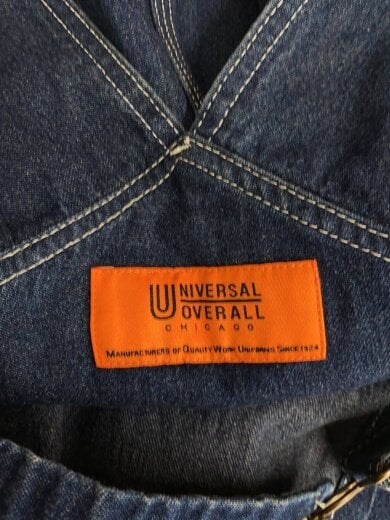 UNIVERSAL
OVERALL
CHICAGO
MANUFACTURERS OF QUALITY WORK UNIFORMS SINCE 1924